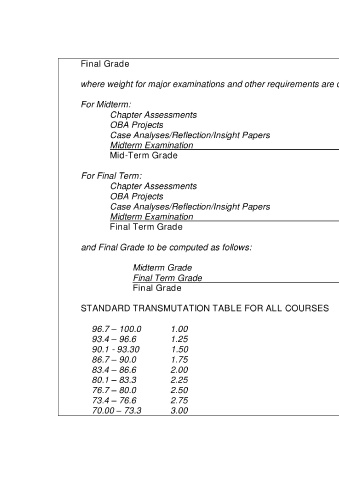 Final Grade
where weight for major examinations and other requirements are
For Midterm:
Chapter Assessments
OBA Projects
Case Analyses/Reflection/Insight Papers
Midterm Examination
Mid-Term Grade
For Final Term:
Chapter Assessments
OBA Projects
Case Analyses/Reflection/Insight Papers
Midterm Examination
Final Term Grade
and Final Grade to be computed as follows:
Midterm Grade
Final Term Grade
Final Grade
STANDARD TRANSMUTATION TABLE FOR ALL COURSES
96.7 – 100.0 1.00
93.4 – 96.6 1.25
90.1 - 93.30 1.50
86.7 – 90.0 1.75
83.4 – 86.6 2.00
80.1 – 83.3 2.25
76.7 – 80.0 2.50
73.4 – 76.6 2.75
70.00 – 73.3 3.00